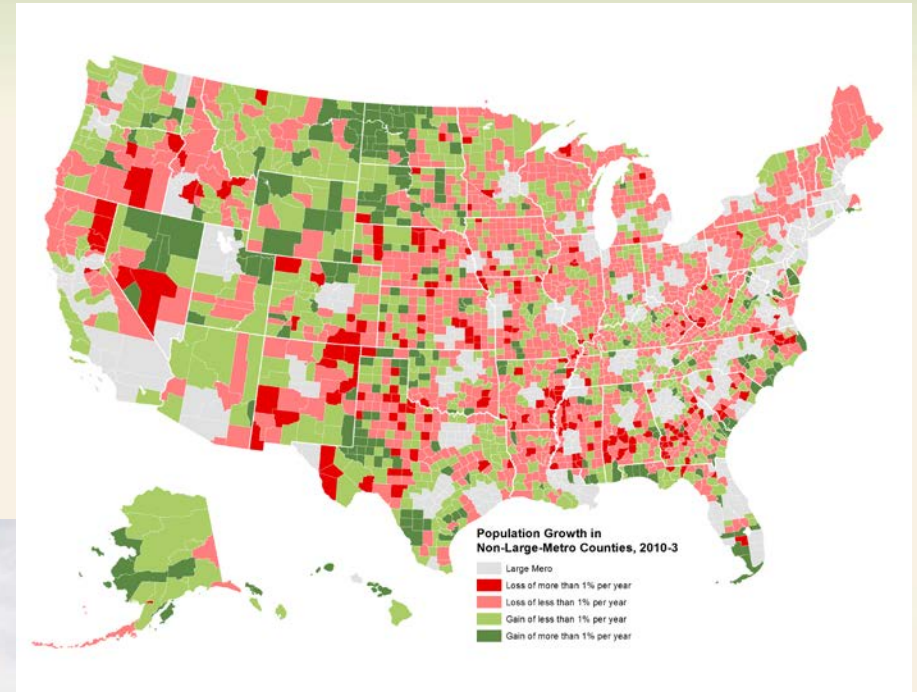 Population Growth in
Non-Large-Metro Counties, 2010-3
Large Mero
Loss of more than 1% per year
Loss of less than 1% per year
Gain of less than 1% per year
Gain of more than 1% per year